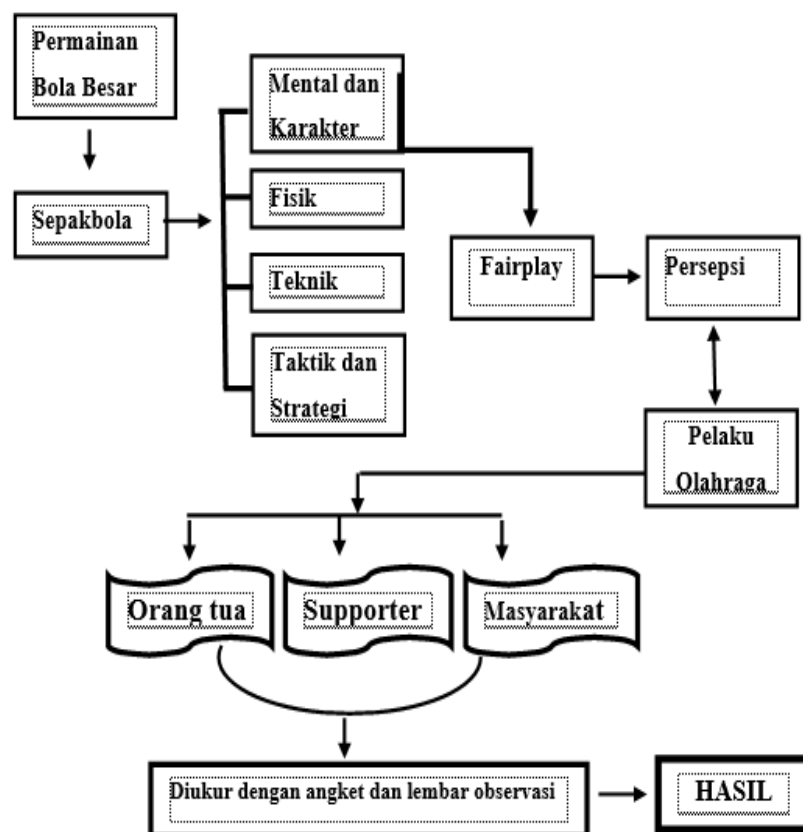 Permainan
Bola Besar
Mental dan
Karakter
Sepakbola
Fisik
Teknik
Taktik dan
Strategi
Fairplay
Persepsi
Pelaku
Olahraga
Orang tua
Supporter
Masyarakat
Diukur dengan angket dan lembar observasi
HASIL